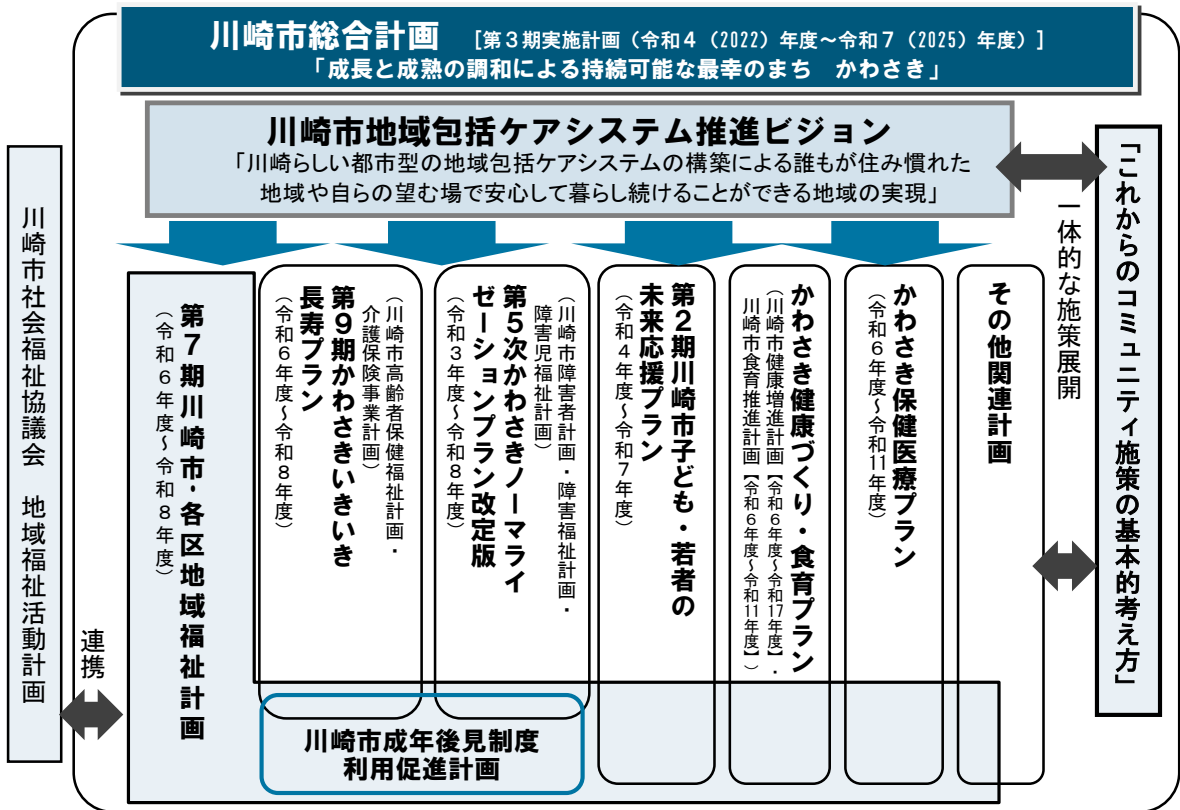 川崎市総合計画 [第3期実施計画(令和4(2022)年度～令和7(2025)年度)]
「成長と成熟の調和による持続可能な最幸のまち　かわさき」
川崎市地域包括ケアシステム推進ビジョン
「川崎らしい都市型の地域包括ケアシステムの構築による誰もが住み慣れた
地域や自らの望む場で安心して暮らし続けることができる地域の実現」
「これからのコミュニティ施策の基本的考え方」
一体的な施策展開
川崎市社会福祉協議会　地域福祉活動計画
連携
第7期川崎市・各区地域福祉計画
(令和6年度～令和8年度)
(川崎市高齢者保健福祉計画・
介護保険事業計画)
第9期かわさきいきいき
長寿プラン
(令和6年度～令和8年度)
(川崎市障害者計画・障害福祉計画・
障害児福祉計画)
第5次かわさきノーマライ
ゼーションプラン改定版
(令和3年度～令和8年度)
第2期川崎市子ども・若者の
未来応援プラン
(令和4年度～令和7年度)
かわさき健康づくり・食育プラン
(川崎市健康増進計画【令和6年度～令和17年度】・
川崎市食育推進計画【令和6年度～令和11年度】)
かわさき保健医療プラン
(令和6年度～令和11年度)
その他関連計画
川崎市成年後見制度
利用促進計画